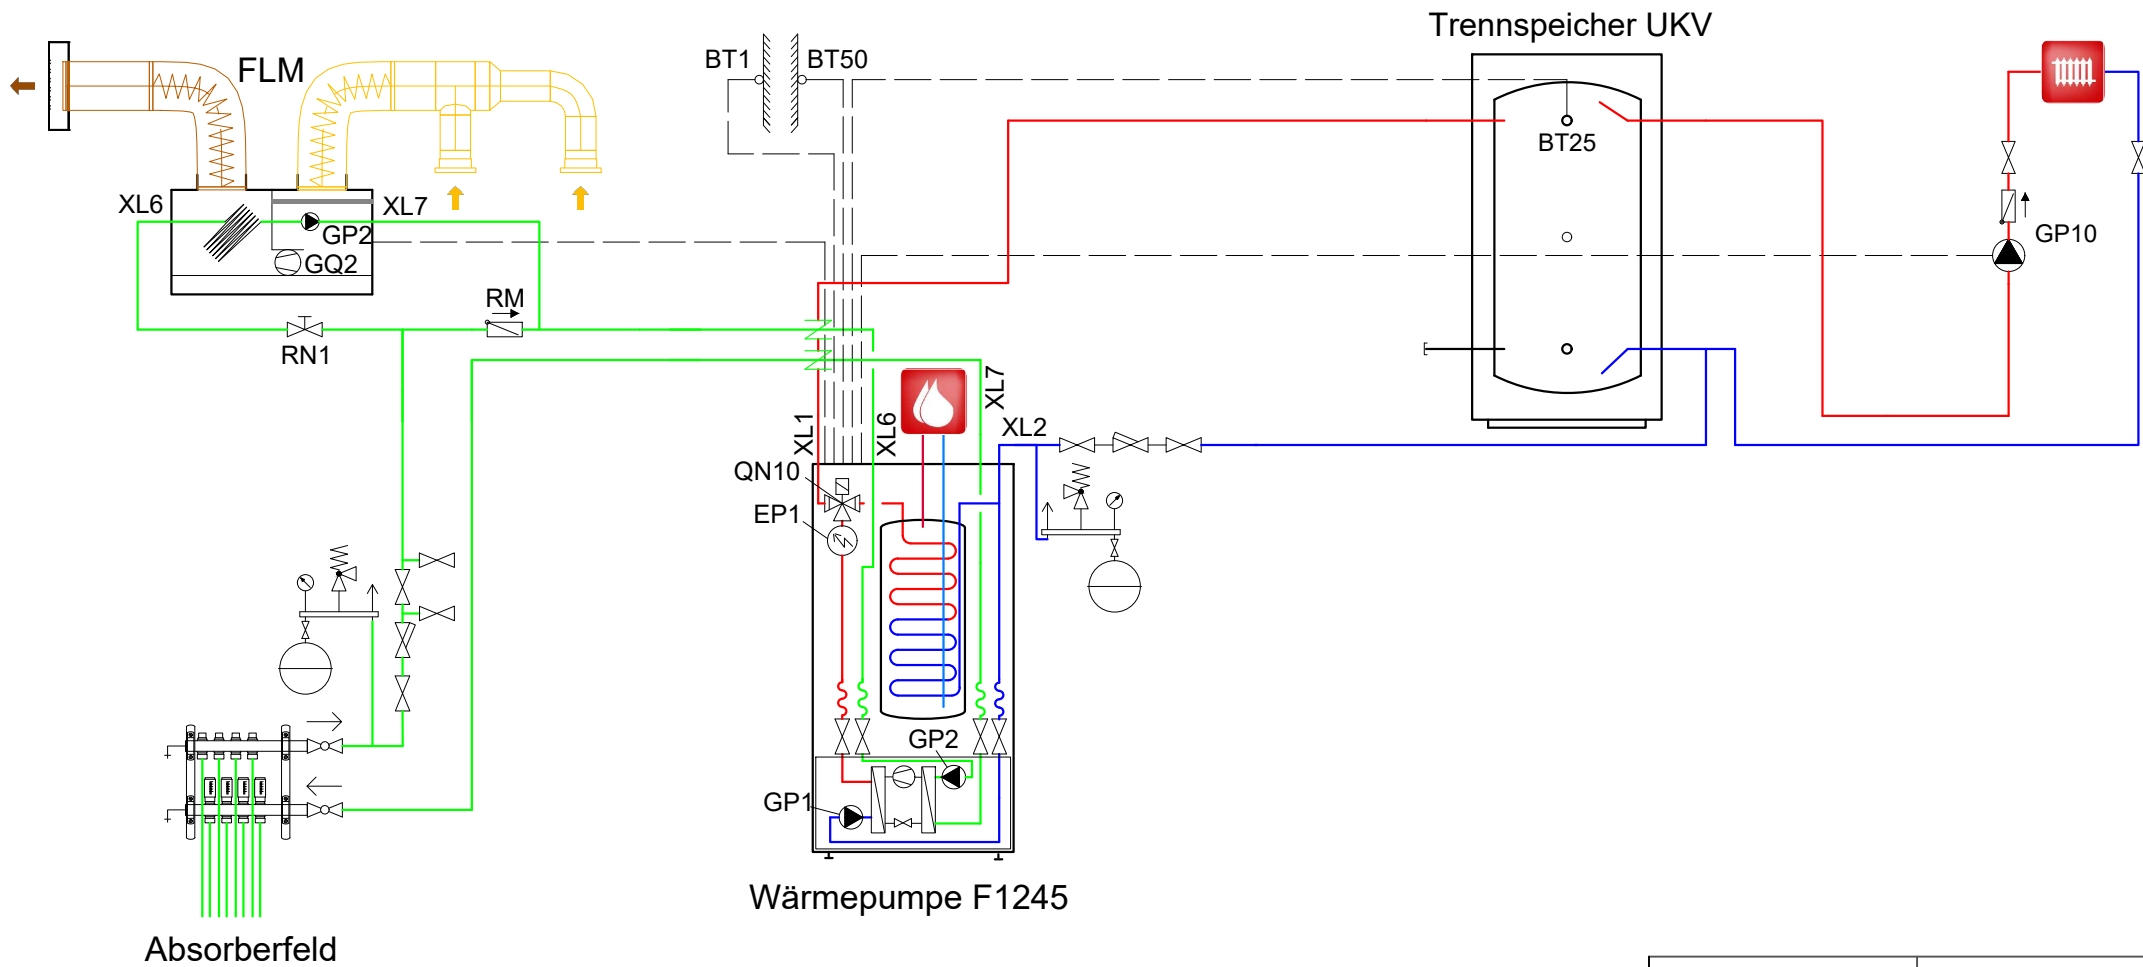 Trennspeicher UKV
FLM
BT1
BT50
BT25
XL6
XL7
GP2
GQ2
GP10
RM
RN1
XL1
XL6
XL7
XL2
QN10
EP1
GP2
GP1
Wärmepumpe F1245
Absorberfeld